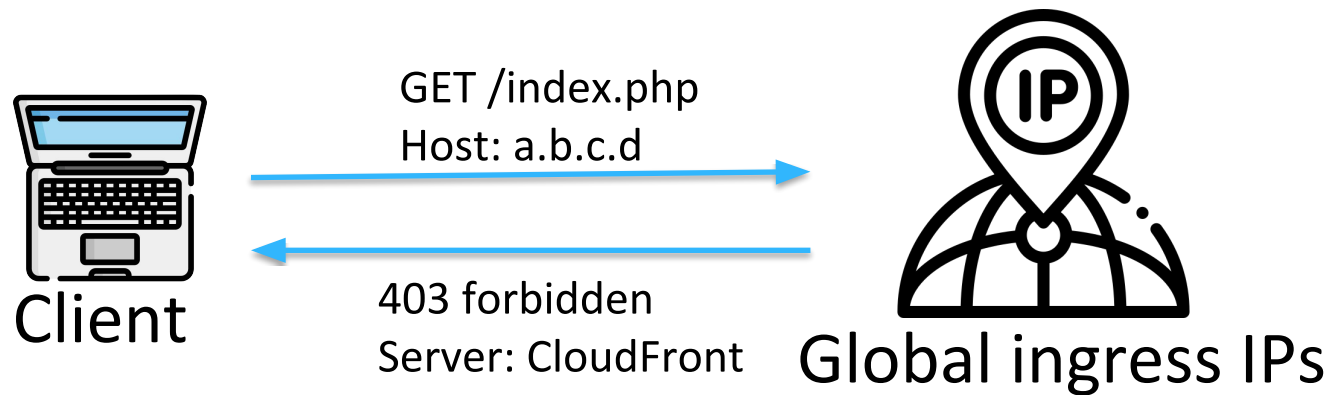 GET /index.php
Host: a.b.c.d
IP
403 forbidden
Server: CloudFront
Client
Global ingress IPs